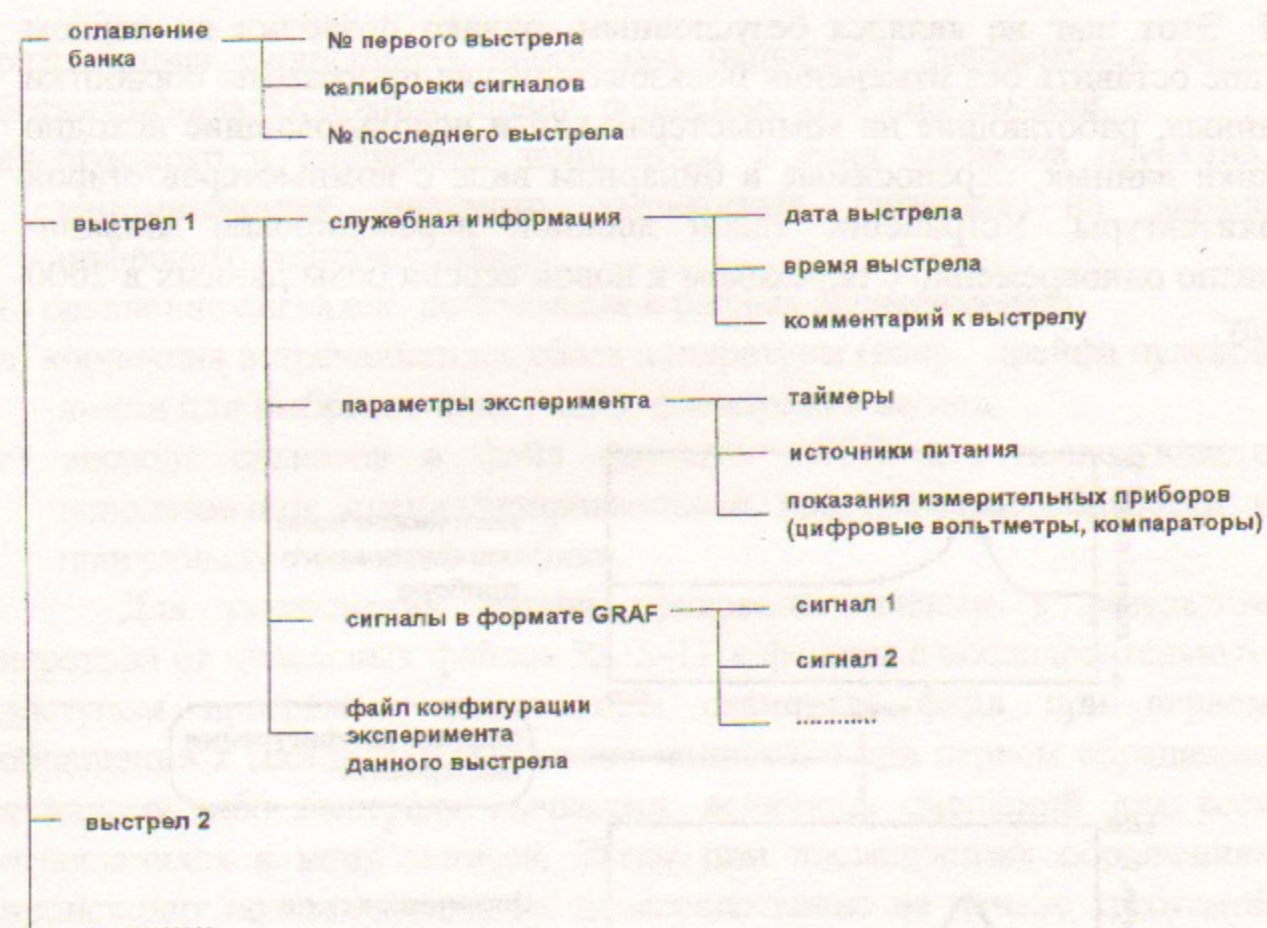 оглавление
банка
№ первого выстрела
калибровки сигналов
№ последнего выстрела
выстрел 1
служебная информация
дата выстрела
время выстрела
комментарий к выстрелу
параметры эксперимента
таймеры
источники питания
показания измерительных приборов
(цифровые вольтметры, компараторы)
сигналы в формате GRAF
сигнал 1
сигнал 2
............
файл конфигурации
эксперимента
данного выстрела
выстрел 2